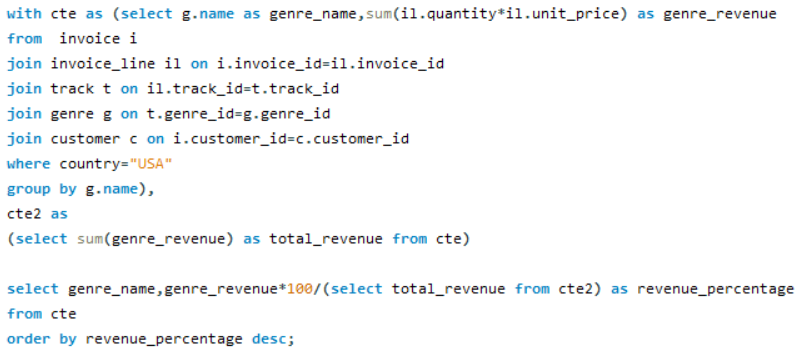 with cte as (select g.name as genre_name,sum(il.quantity*il.unit_price) as genre_revenue
from  invoice i
join invoice_line il on i.invoice_id=il.invoice_id
join track t on il.track_id=t.track_id
join genre g on t.genre_id=g.genre_id
join customer c on i.customer_id=c.customer_id
where country="USA"
group by g.name),
cte2 as
(select sum(genre_revenue) as total_revenue from cte)
select genre_name,genre_revenue*100/(select total_revenue from cte2) as revenue_percentage
from cte
order by revenue_percentage desc;